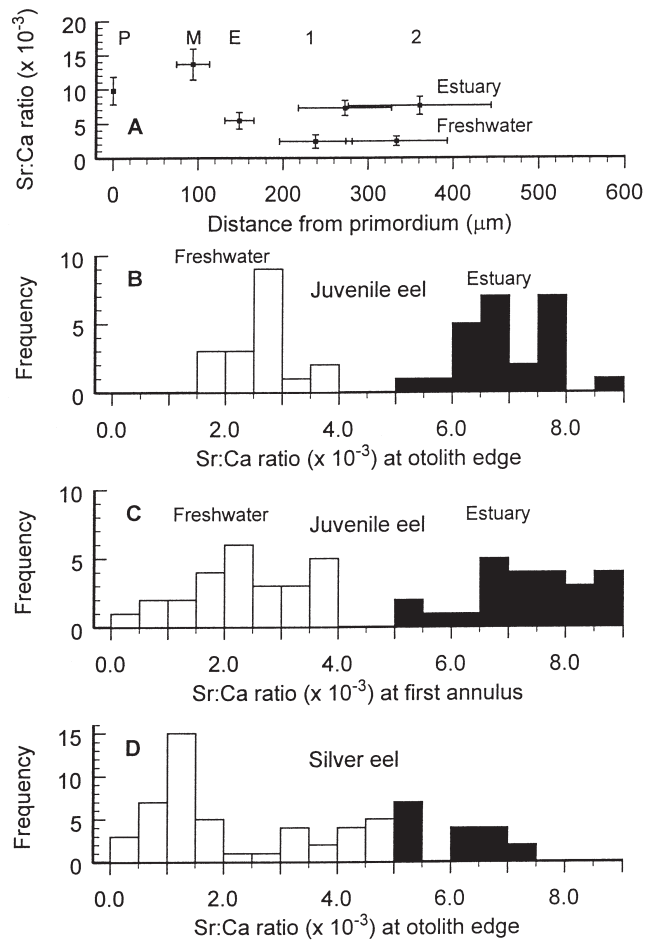 Sr:Ca ratio (x 10-3)
20
15
10
5
0
P M E 1 2
Estuary
Freshwater
A
0 100 200 300 400 500 600
Distance from primordium (μm)
Frequency
10
5
0
B
Freshwater
Juvenile eel
Estuary
0.0 2.0 4.0 6.0 8.0
Sr:Ca ratio (x 10-3) at otolith edge
Frequency
10
5
0
C
Freshwater
Juvenile eel
Estuary
0.0 2.0 4.0 6.0 8.0
Sr:Ca ratio (x 10-3) at first annulus
Frequency
15
10
5
0
D
Silver eel
0.0 2.0 4.0 6.0 8.0
Sr:Ca ratio (x 10-3) at otolith edge